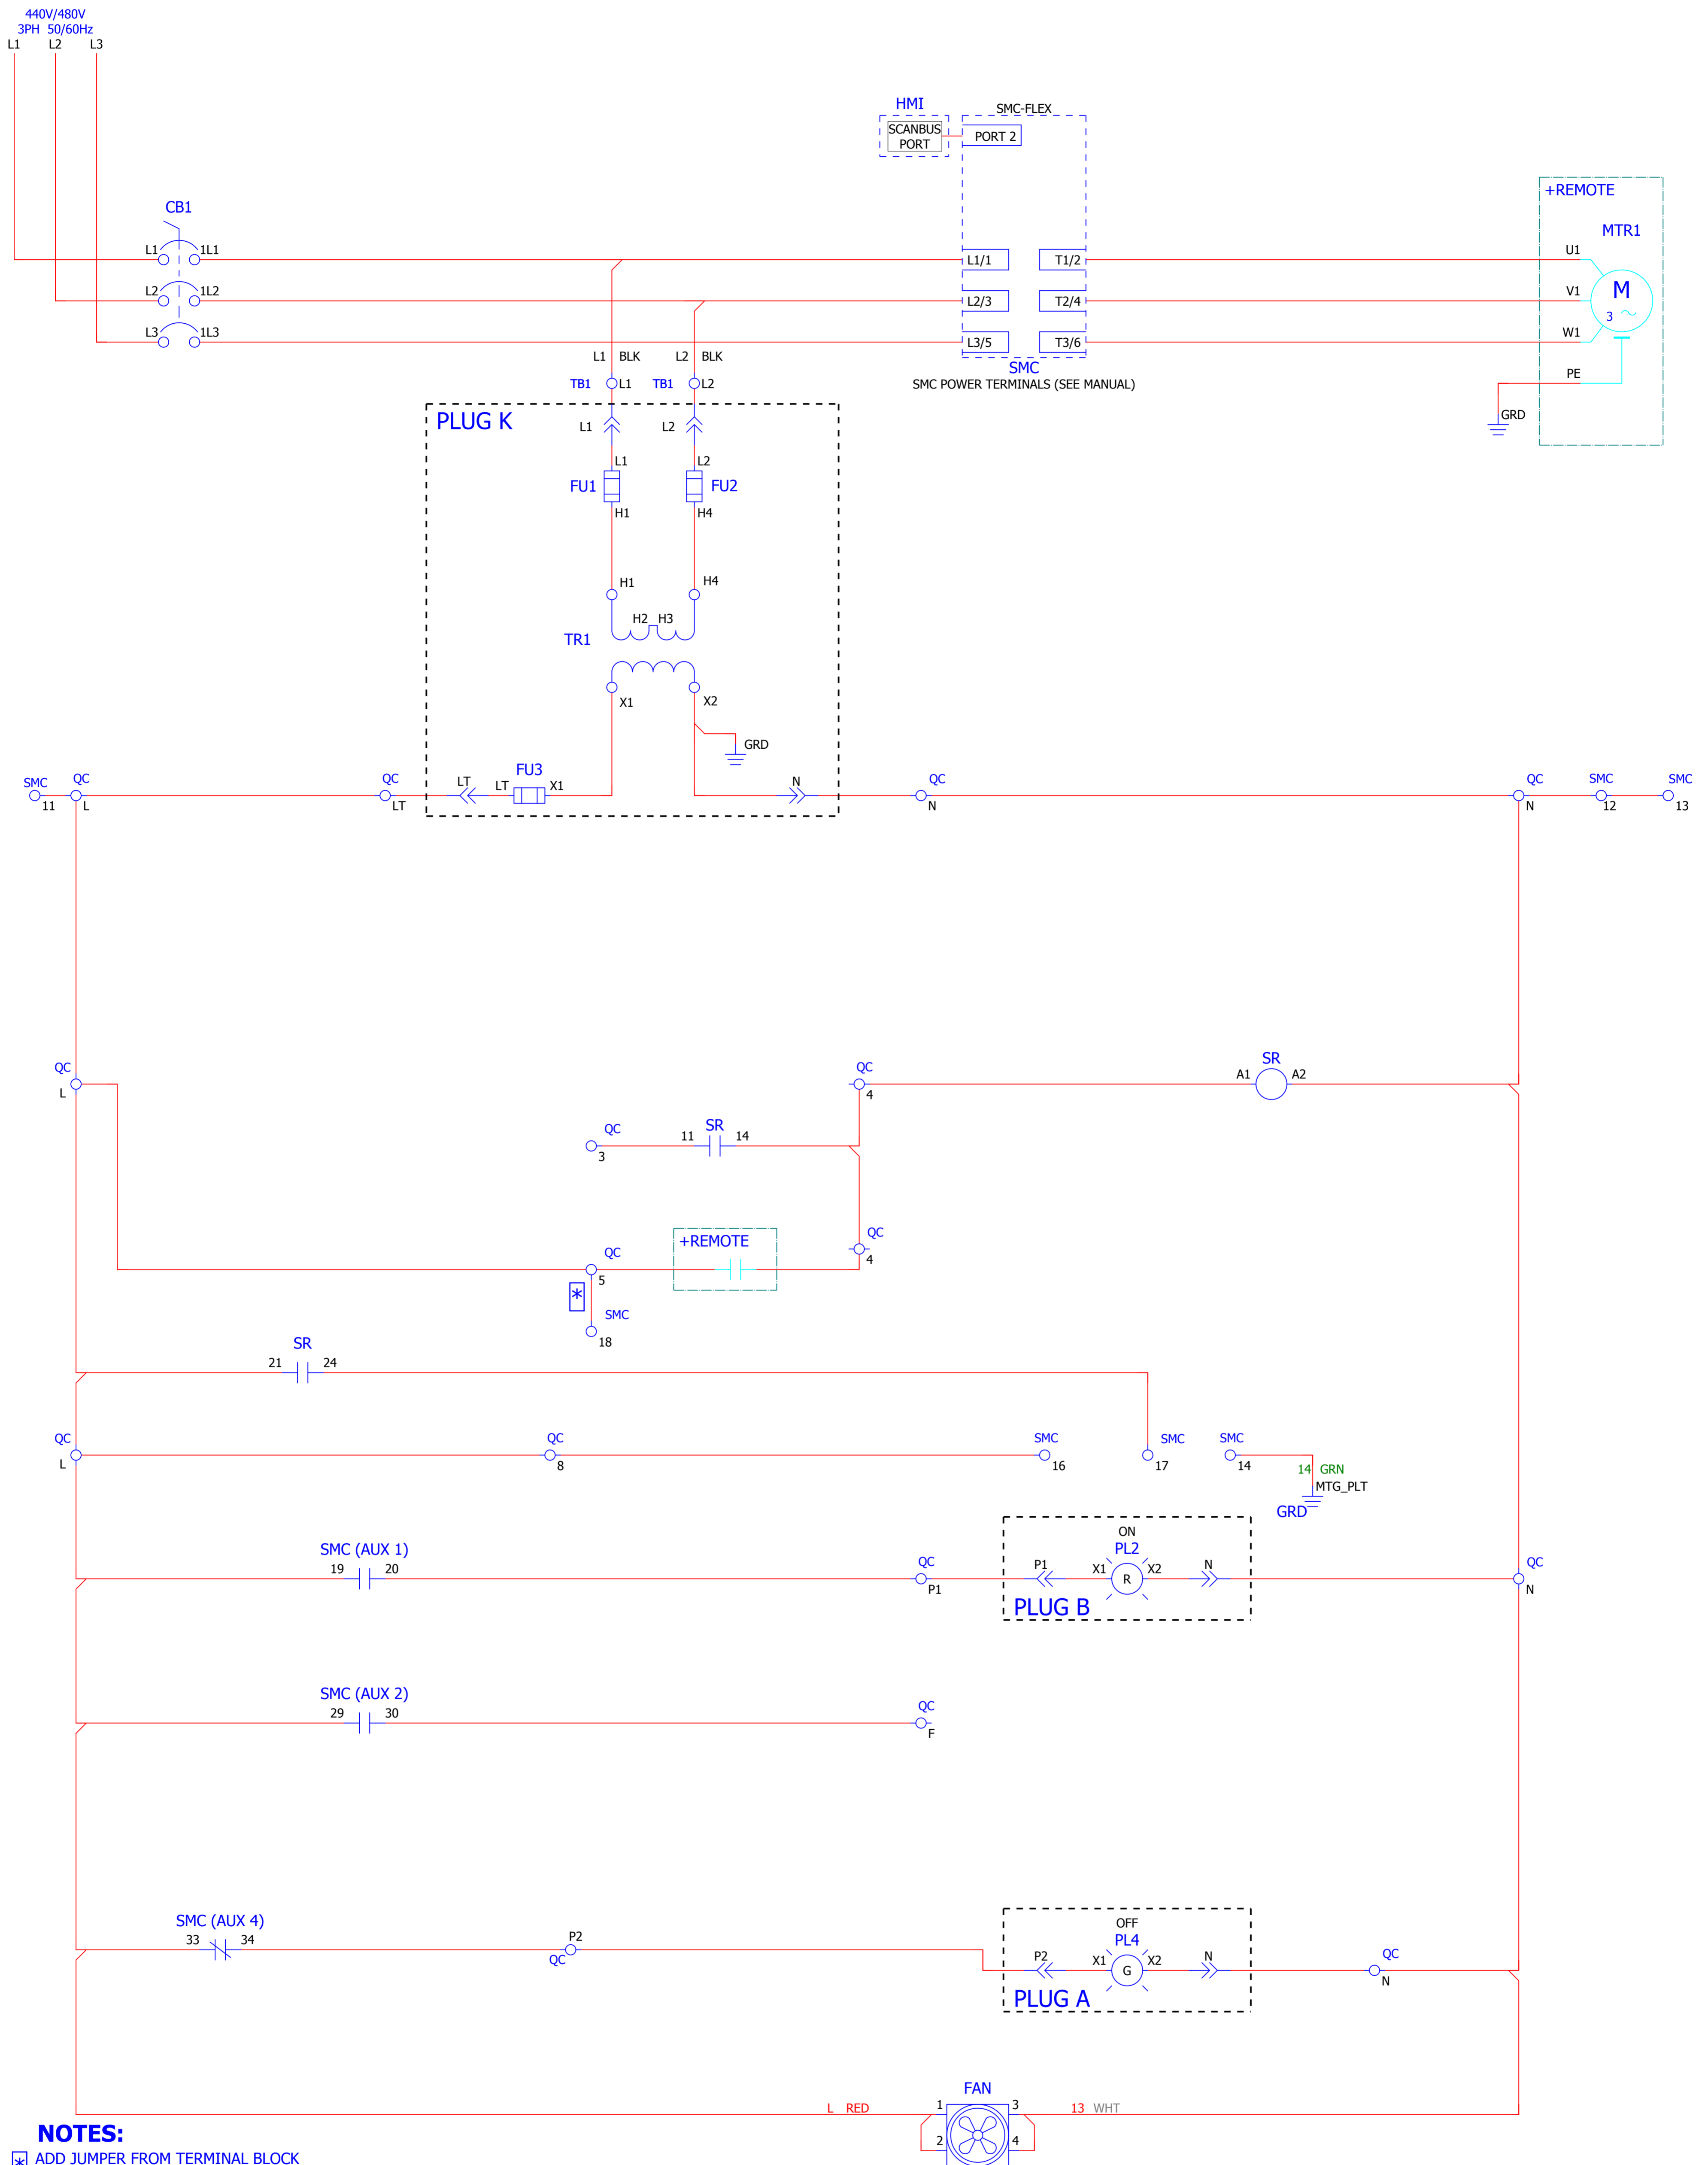 440V/480V
3PH 50/60Hz
L1 L2 L3
HMI
SMC-FLEX
SCANBUS
PORT
PORT 2
+REMOTE
CB1
MTR1
L1 1L1
L1/1 T1/2
U1
L2 1L2
L2/3 T2/4
V1
M
3
L3 1L3
L3/5 T3/6
W1
L1 BLK L2 BLK
SMC
SMC POWER TERMINALS (SEE MANUAL)
PE
TB1 L1 TB1 L2
GRD
PLUG K
L1 L2
L1 L2
FU1 FU2
H1 H4
H1 H4
H2 H3
TR1
X1 X2
GRD
SMC QC QC LT LT FU3 X1 N QC QC SMC SMC
11 L LT N N 12 13
QC QC SR
L 4 A1 A2
QC SR
3 11 14
+REMOTE
QC QC
5 4
*
SMC
18
SR
21 24
QC QC SMC SMC SMC
L 8 16 17 14
14 GRN
MTG_PLT
GRD
ON
SMC (AUX 1)
19 20
QC
P1
P1 X1 PL2 X2 N
R
QC
N
PLUG B
SMC (AUX 2)
29 30
QC
F
SMC (AUX 4)
33 34
P2
QC
OFF
PL4
P2 X1 X2 N
G
QC
N
PLUG A
FAN
L RED 1 3 13 WHT
2 4
NOTES:
* ADD JUMPER FROM TERMINAL BLOCK